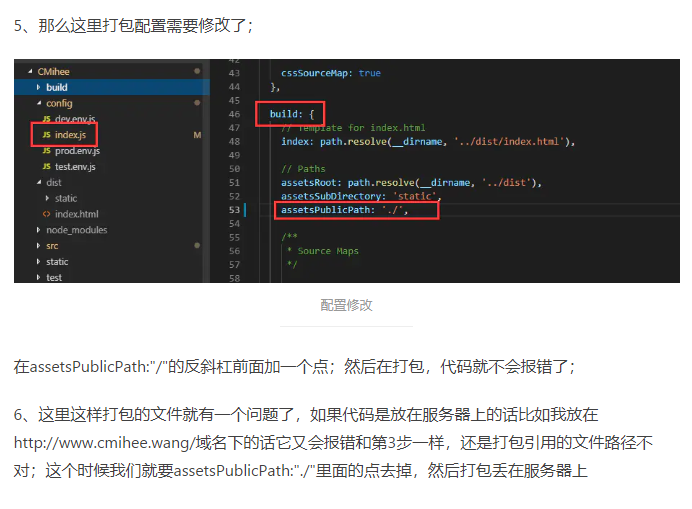 5、那么这里打包配置需要修改了；
CMihee
build
config
dev.env.js
JS index.js M
JS prod.env.js
JS test.env.js
dist
static
index.html
node_modules
src
static
test
42
43 cssSourceMap: true
44 },
45
46 build: {
47 // Template for index.html
48 index: path.resolve(__dirname, '../dist/index.html'),
49
50 // Paths
51 assetsRoot: path.resolve(__dirname, '../dist'),
52 assetsSubDirectory: 'static',
53 assetsPublicPath: './',
54
55 /**
56 * Source Maps
57 */
58
配置修改
在assetsPublicPath:"/"的反斜杠前面加一个点；然后在打包，代码就不会报错了；
6、这里这样打包的文件就有一个问题了，如果代码是放在服务器上的话比如我放在
http://www.cmihee.wang/域名下的话它又会报错和第3步一样，还是打包引用的文件路径不
对；这个时候我们就要assetsPublicPath:"./"里面的点去掉，然后打包丢在服务器上